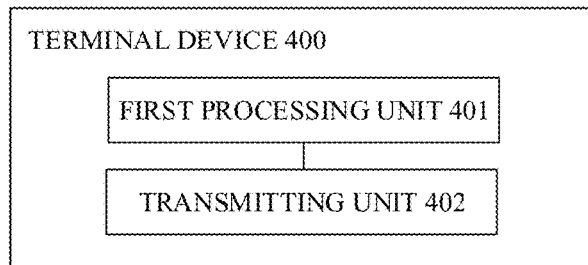 TERMINAL DEVICE 400
FIRST PROCESSING UNIT 401
TRANSMITTING UNIT 402